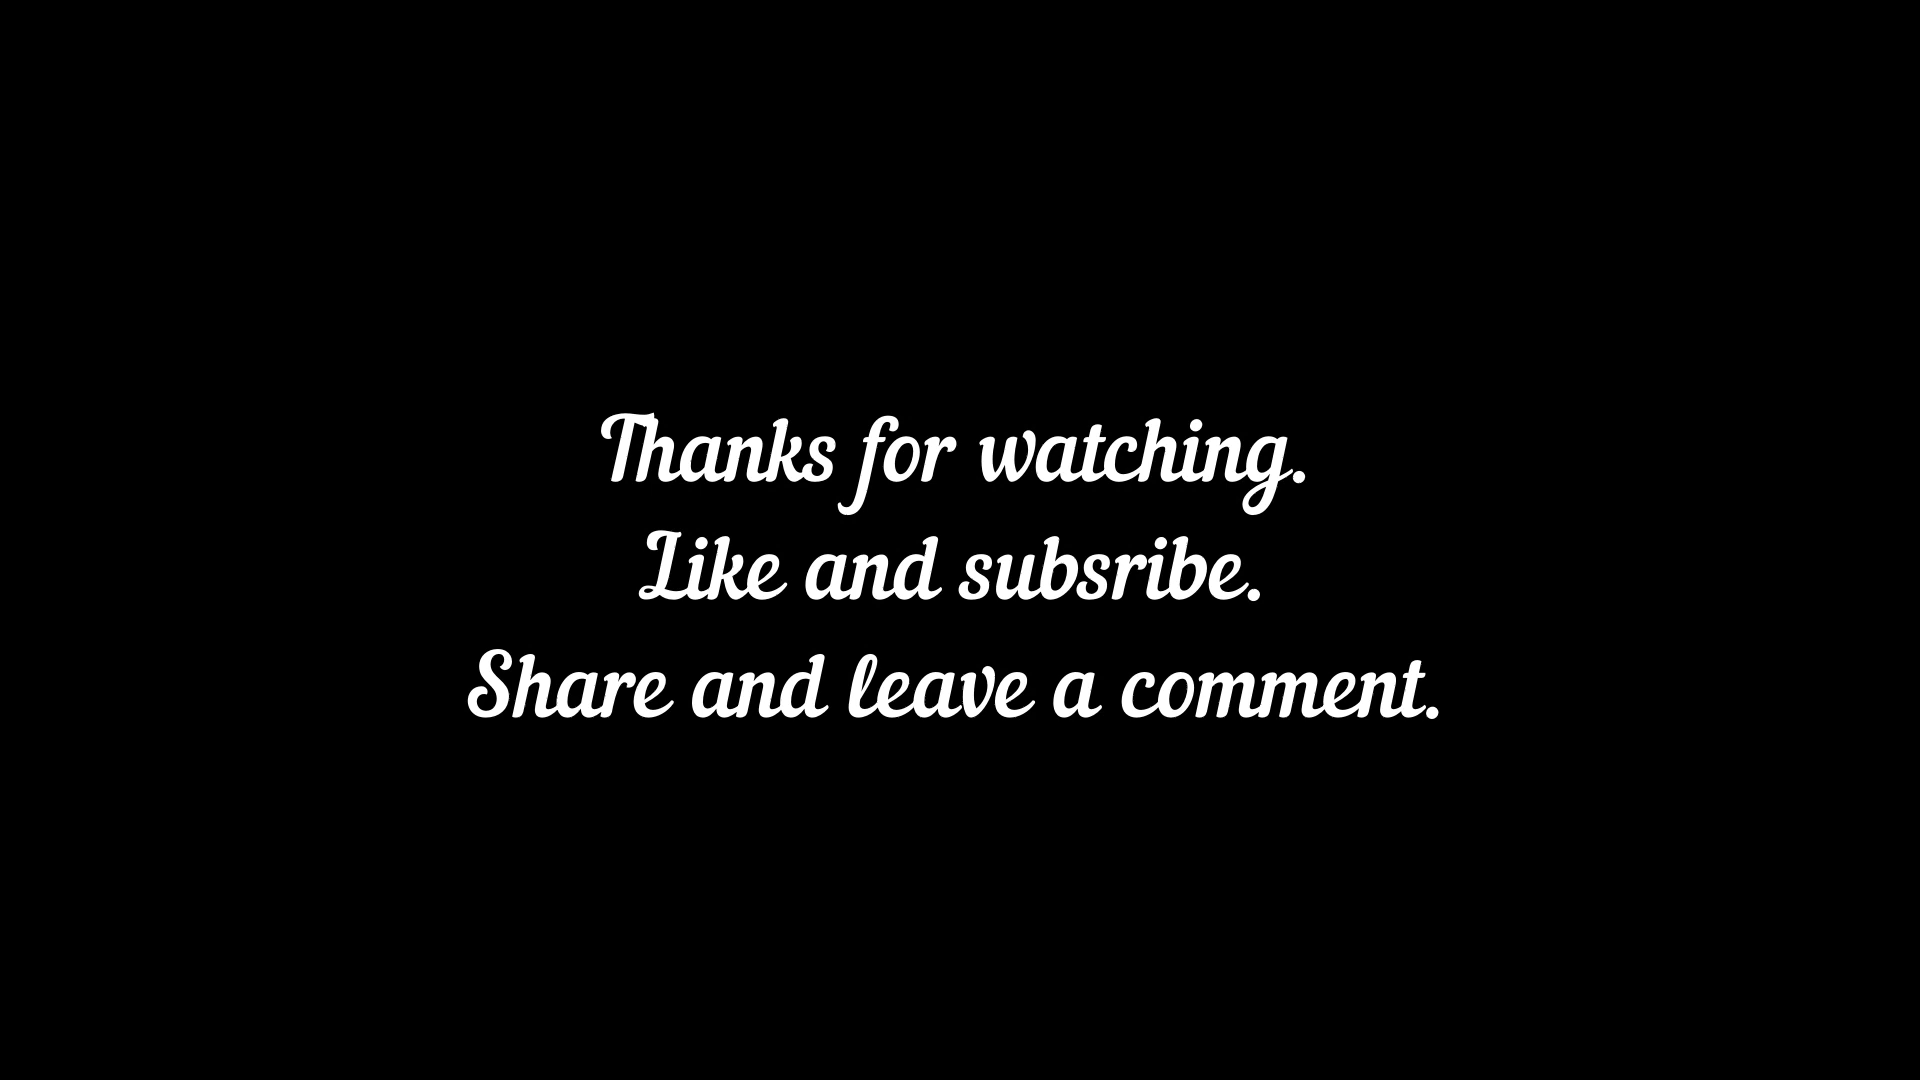 Thanks for watching.
Like and subsribe.
Share and leave a comment.